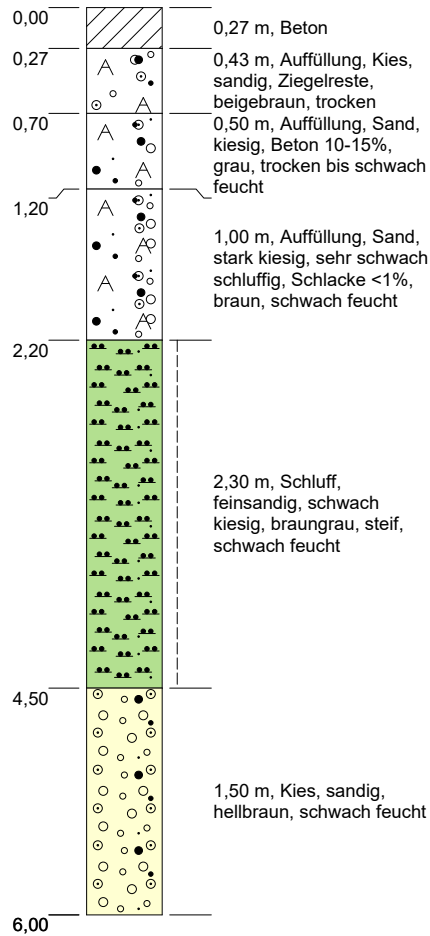 0,00
0,27 m, Beton
0,27
0,43 m, Auffüllung, Kies,
sandig, Ziegelreste,
beigebraun, trocken
0,70
0,50 m, Auffüllung, Sand,
kiesig, Beton 10-15%,
grau, trocken bis schwach
feucht
1,20
1,00 m, Auffüllung, Sand,
stark kiesig, sehr schwach
schluffig, Schlacke <1%,
braun, schwach feucht
2,20
2,30 m, Schluff,
feinsandig, schwach
kiesig, braungrau, steif,
schwach feucht
4,50
1,50 m, Kies, sandig,
hellbraun, schwach feucht
6,00